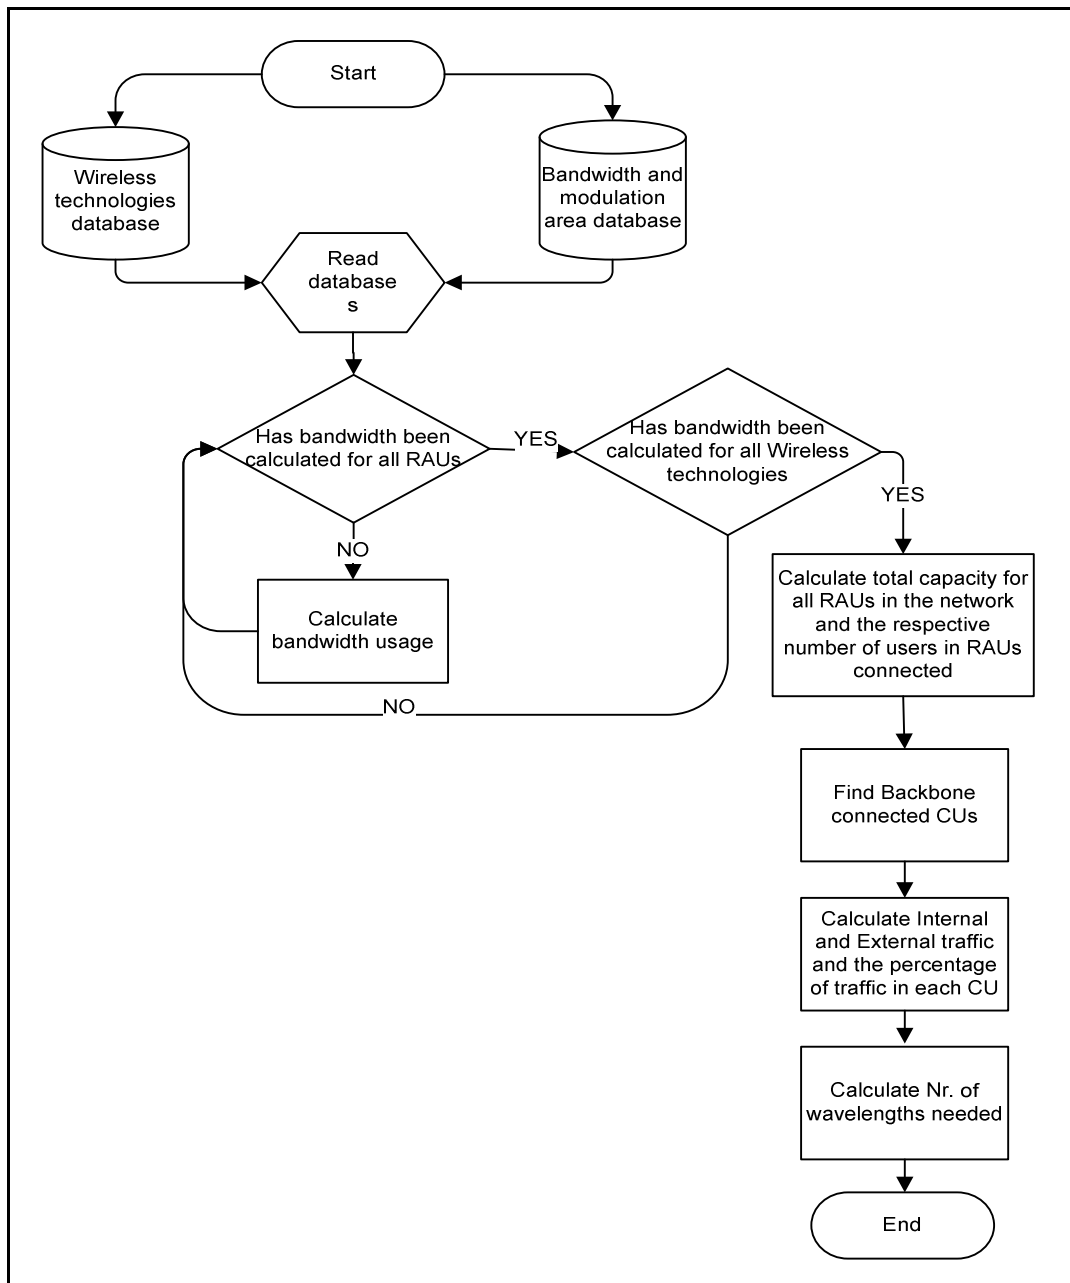 Start
Wireless
technologies
database
Bandwidth and
modulation
area database
Read
database
s
Has bandwidth been
calculated for all RAUs
YES
Has bandwidth been
calculated for all Wireless
technologies
YES
NO
Calculate
bandwidth usage
NO
Calculate total capacity for
all RAUs in the network
and the respective
number of users in RAUs
connected
Find Backbone
connected CUs
Calculate Internal
and External traffic
and the percentage
of traffic in each CU
Calculate Nr. of
wavelengths needed
End